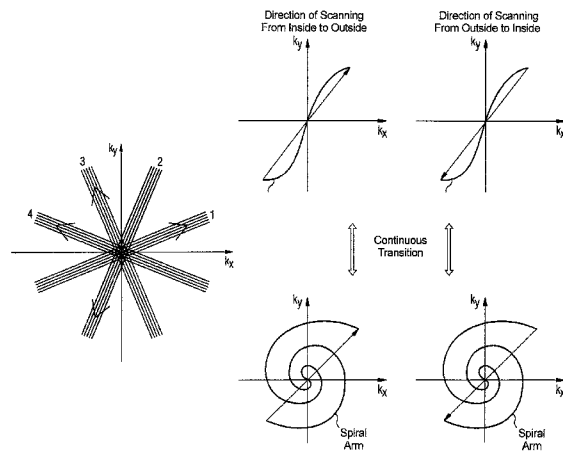 Direction of Scanning
From Inside to Outside
Direction of Scanning
From Outside to Inside
ky
kx
ky
kx
ky
3
2
4
1
kx
Continuous
Transition
ky
kx
Spiral
Arm
ky
kx
Spiral
Arm